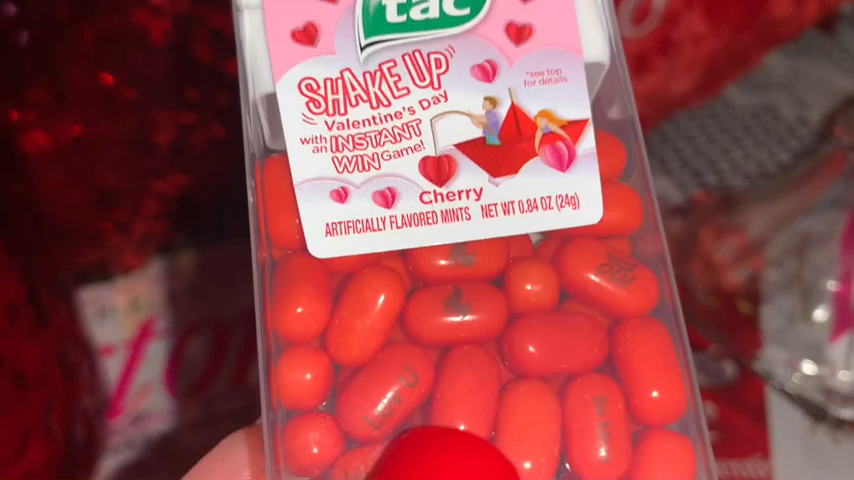 tac
SHAKE UP
Valentine's Day
with
an INSTANT
WIN Game!
*see top
for details
Cherry
ARTIFICIALLY FLAVORED MINTS NET WT 0.84 OZ (24g)